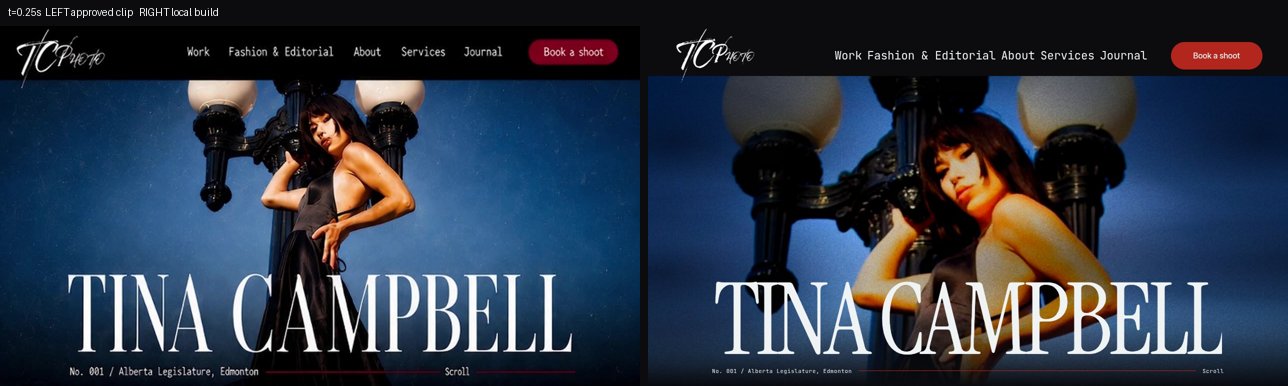 t=0.25s LEFT approved clip RIGHT local build
TCPHOTO
Work Fashion & Editorial About Services Journal Book a shoot
TINA CAMPBELL
No. 001 / Alberta Legislature, Edmonton Scroll
TCPHOTO
Work Fashion & Editorial About Services Journal Book a shoot
TINA CAMPBELL
No. 001 / Alberta Legislature, Edmonton Scroll